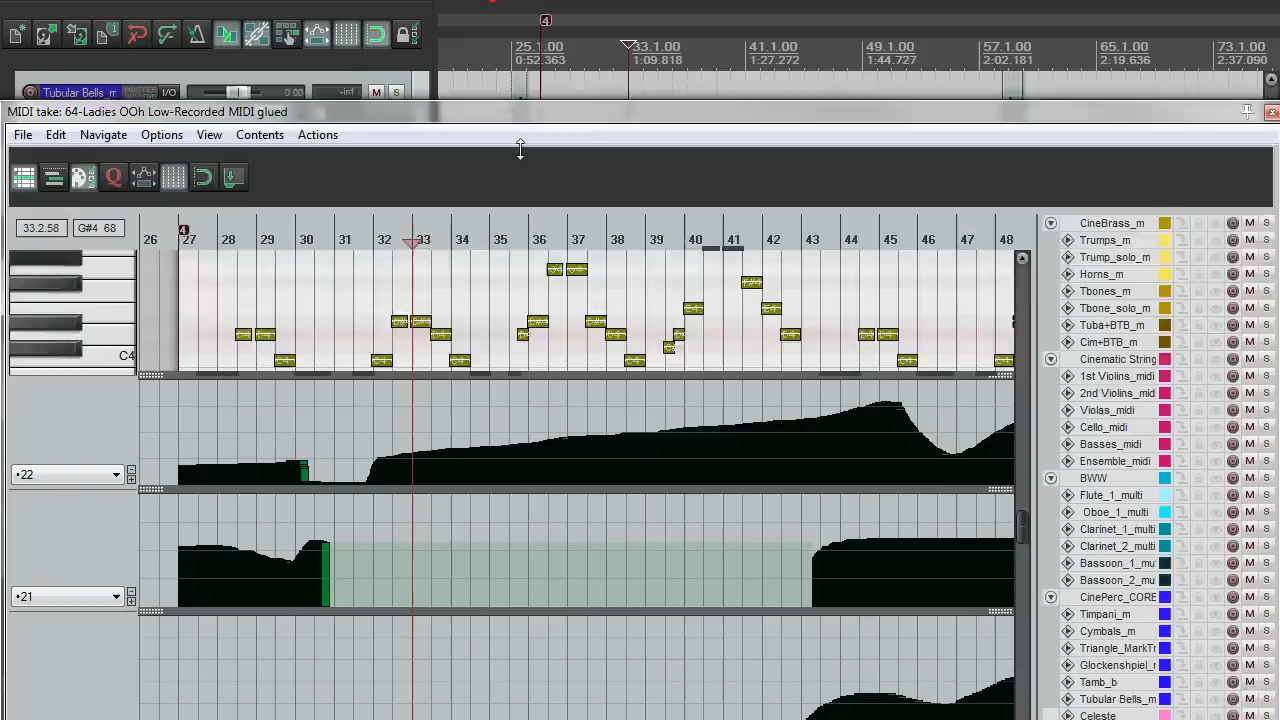 4
25.1.00 33.1.00 41.1.00 49.1.00 57.1.00 65.1.00 73.1.00
0:52.363 1:09.818 1:27.272 1:44.727 2:02.181 2:19.636 2:37.090
Tubular Bells_m I/O 0.00 -inf M S
MIDI take: 64-Ladies OOh Low-Recorded MIDI glued
File Edit Navigate Options View Contents Actions
Q
33.2.58 G#4 68
4
26 27 28 29 30 31 32 33 34 35 36 37 38 39 40 41 42 43 44 45 46 47 48
C4
•22
•21
CineBrass_m M S
Trumps_m M S
Trump_solo_m M S
Horns_m M S
Tbones_m M S
Tbone_solo_m M S
Tuba+BTB_m M S
Cim+BTB_m M S
Cinematic String M S
1st Violins_midi M S
2nd Violins_midi M S
Violas_midi M S
Cello_midi M S
Basses_midi M S
Ensemble_midi M S
BWW M S
Flute_1_multi M S
Oboe_1_multi M S
Clarinet_1_multi M S
Clarinet_2_multi M S
Bassoon_1_mu M S
Bassoon_2_mu M S
CinePerc_CORE M S
Timpani_m M S
M S
Triangle_MarkTr M S
M S
Tamb_b M S
Tubular Bells_m M S
M S